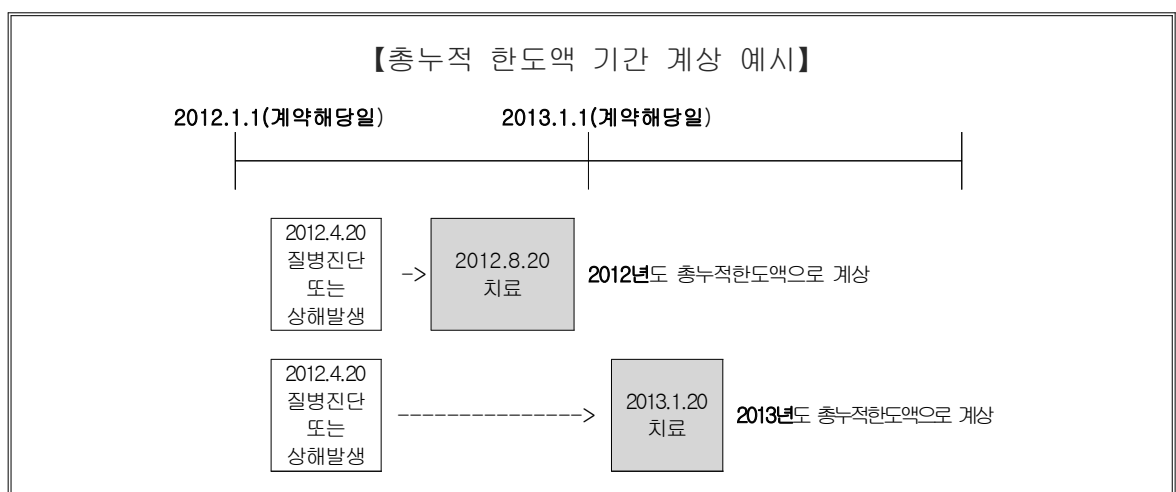 【총누적 한도액 기간 계상 예시】
2012.1.1(계약해당일) 2013.1.1(계약해당일)
2012.4.20
질병진단
또는
상해발생
->
2012.8.20
치료
2012년도 총누적한도액으로 계상
2012.4.20
질병진단
또는
상해발생
--------------->
2013.1.20
치료
2013년도 총누적한도액으로 계상